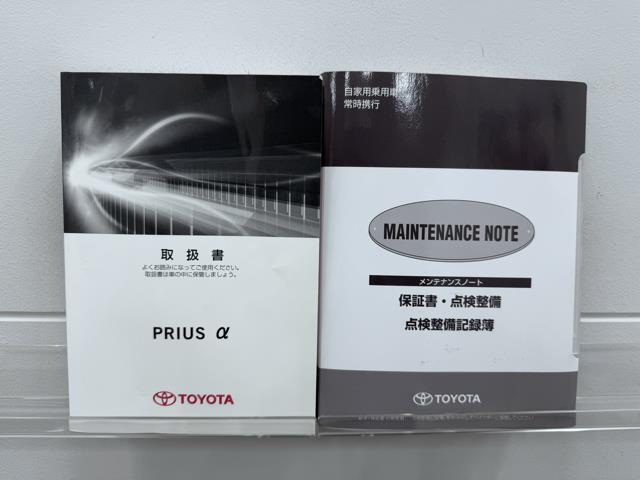 取扱書
よくお読みになってご使用ください。
取扱書は車の中に保管しましょう。
PRIUS α
TOYOTA
自家用乗用車
常時携行
MAINTENANCE NOTE
メンテナンスノート
保証書・点検整備
点検整備記録簿
TOYOTA